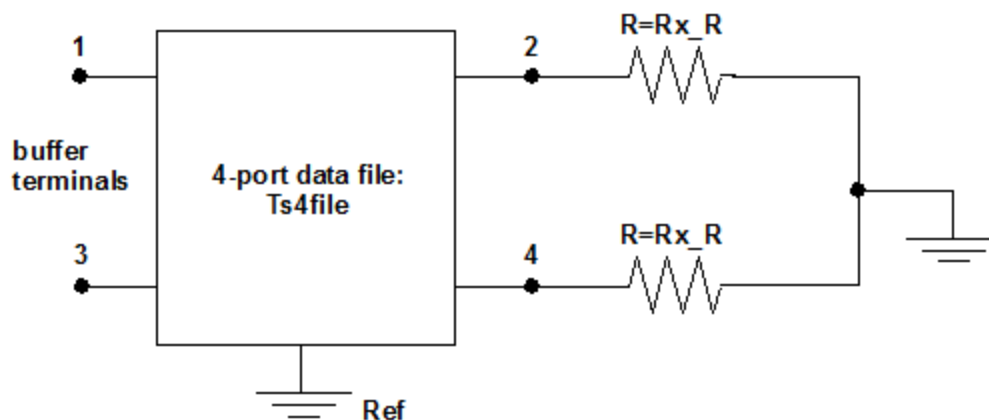 R=Rx_R
1
2
buffer
terminals
4-port data file:
Ts4file
R=Rx_R
3
4
Ref